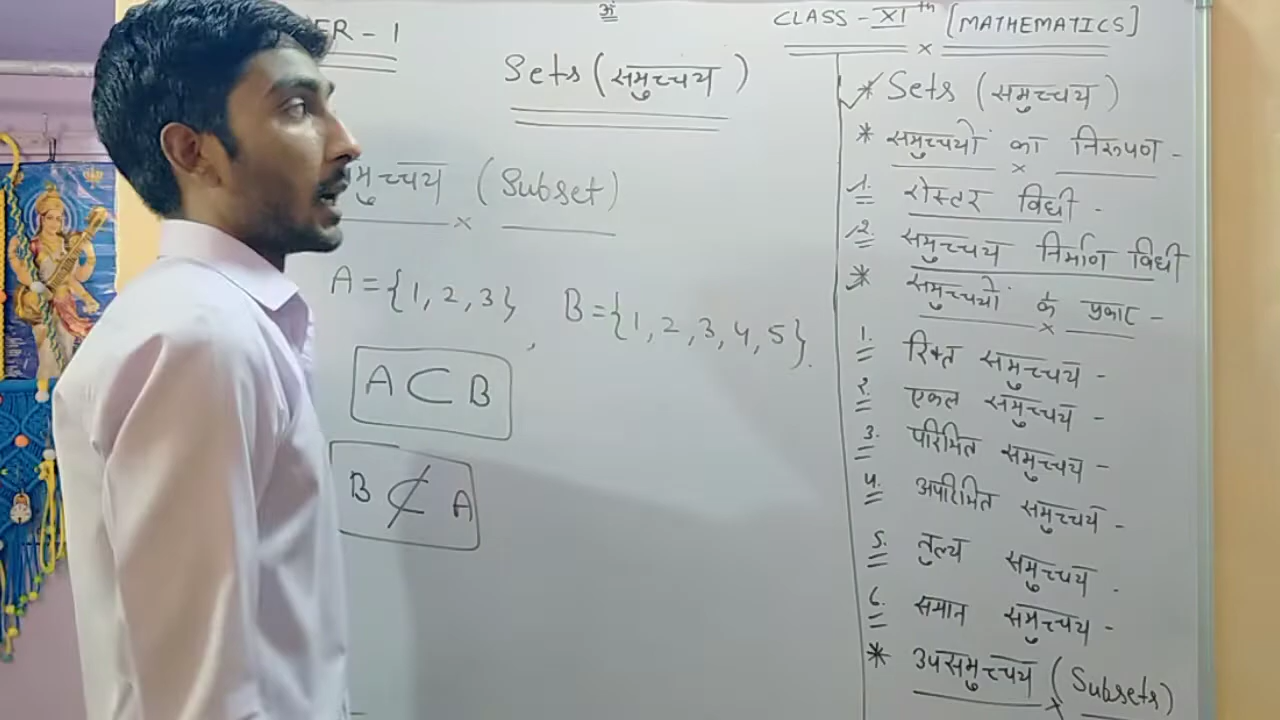 ER - 1
ॐ
Sets (समुच्चय)
मुच्चय (Subset)
A = {1, 2, 3}, B = {1, 2, 3, 4, 5}.
A ⊂ B
B ⊄ A
CLASS - XIth [MATHEMATICS]
* Sets (समुच्चय)
* समुच्चयों का निरूपण -
1. रोस्टर विधी -
2. समुच्चय निर्माण विधी
* समुच्चयों के प्रकार -
1. रिक्त समुच्चय -
2. एकल समुच्चय -
3. परिमित समुच्चय -
4. अपरिमित समुच्चय -
5. तुल्य समुच्चय .
6. समान समुच्चय -
* उपसमुच्चय (Subsets)